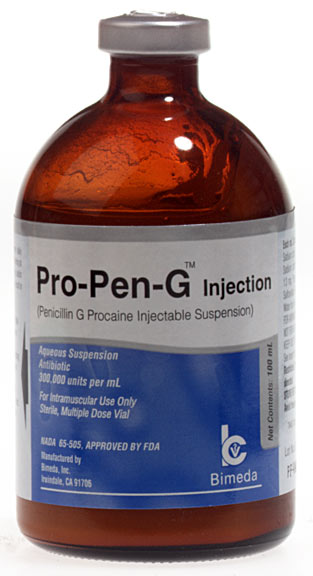 Pro-Pen-G™ Injection
(Penicillin G Procaine Injectable Suspension)
Aqueous Suspension
Antibiotic
300,000 units per mL
For Intramuscular Use Only
Sterile, Multiple Dose Vial
NADA 65-505, APPROVED BY FDA
Manufactured by
Bimeda, Inc.
Irwindale, CA 91706
Net Contents: 100 mL
bc
Bimeda